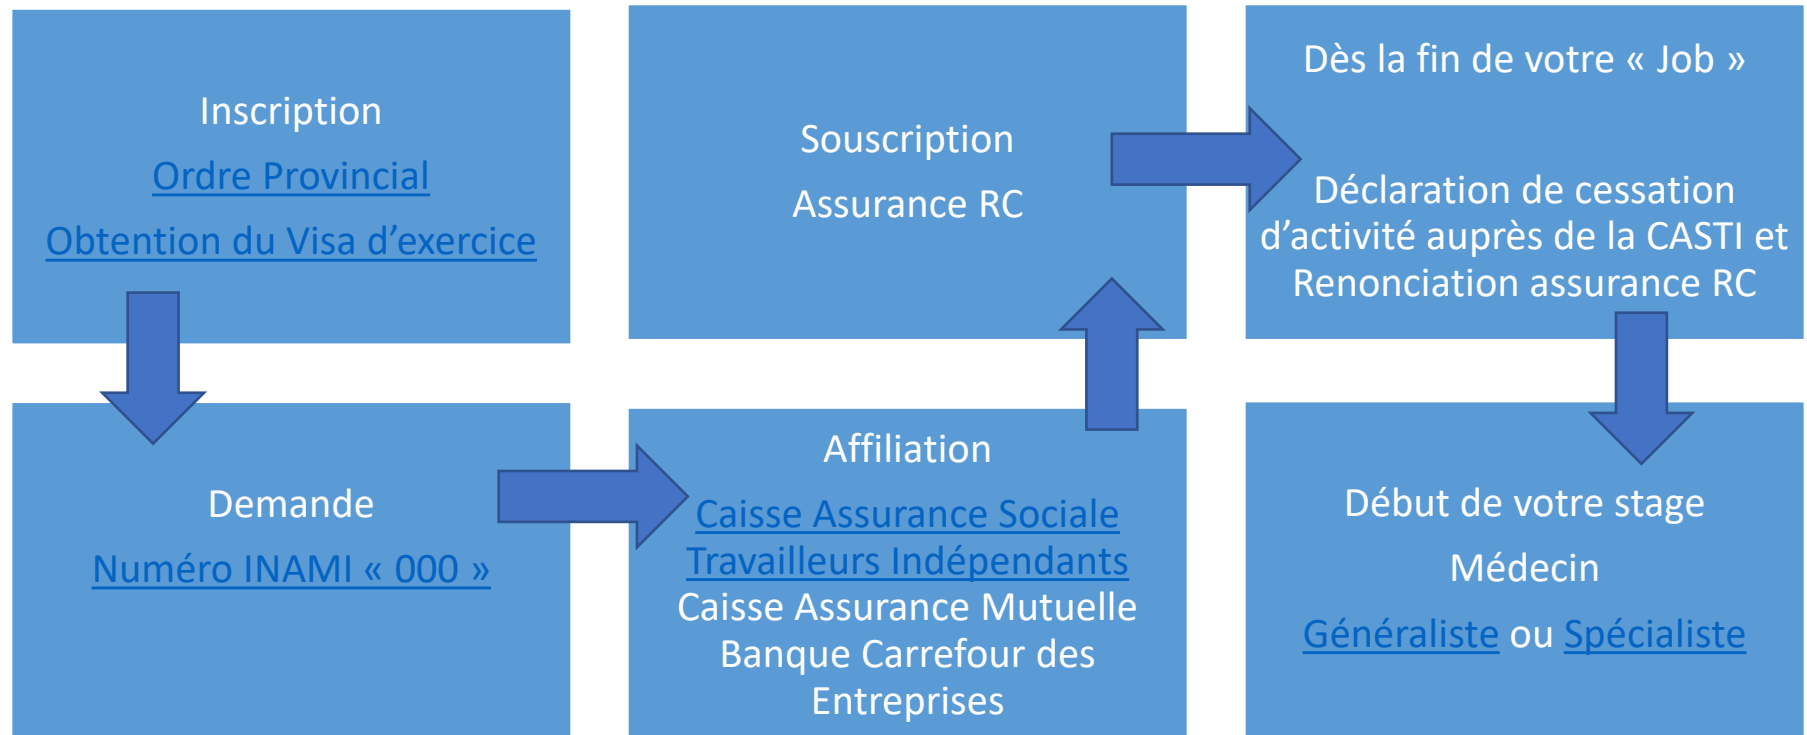 Inscription
Ordre Provincial
Obtention du Visa d’exercice
Demande
Numéro INAMI « 000 »
Affiliation
Caisse Assurance Sociale
Travailleurs Indépendants
Caisse Assurance Mutuelle
Banque Carrefour des
Entreprises
Souscription
Assurance RC
Dès la fin de votre « Job »
Déclaration de cessation
d’activité auprès de la CASTI et
Renonciation assurance RC
Début de votre stage
Médecin
Généraliste ou Spécialiste